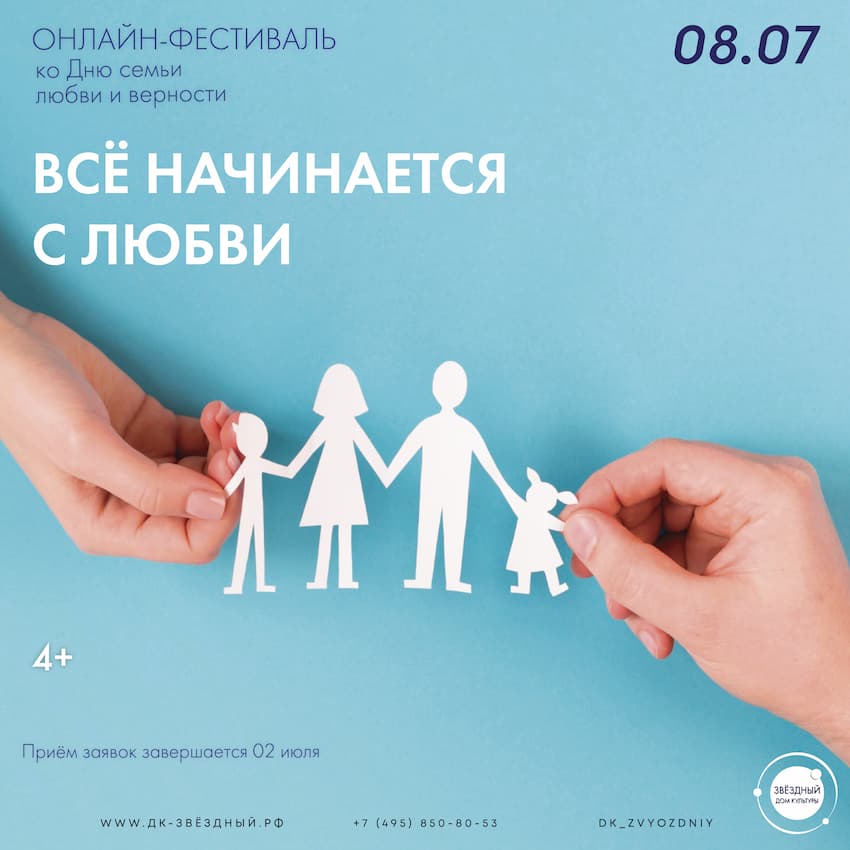 ОНЛАЙН-ФЕСТИВАЛЬ
ко Дню семьи
любви и верности
08.07
ВСЁ НАЧИНАЕТСЯ
С ЛЮБВИ
4+
Приём заявок завершается 02 июля
ЗВЁЗДНЫЙ
ДОМ КУЛЬТУРЫ
WWW.ДК-ЗВЁЗДНЫЙ.РФ
+7 (495) 850-80-53
DK_ZVYOZDNIY